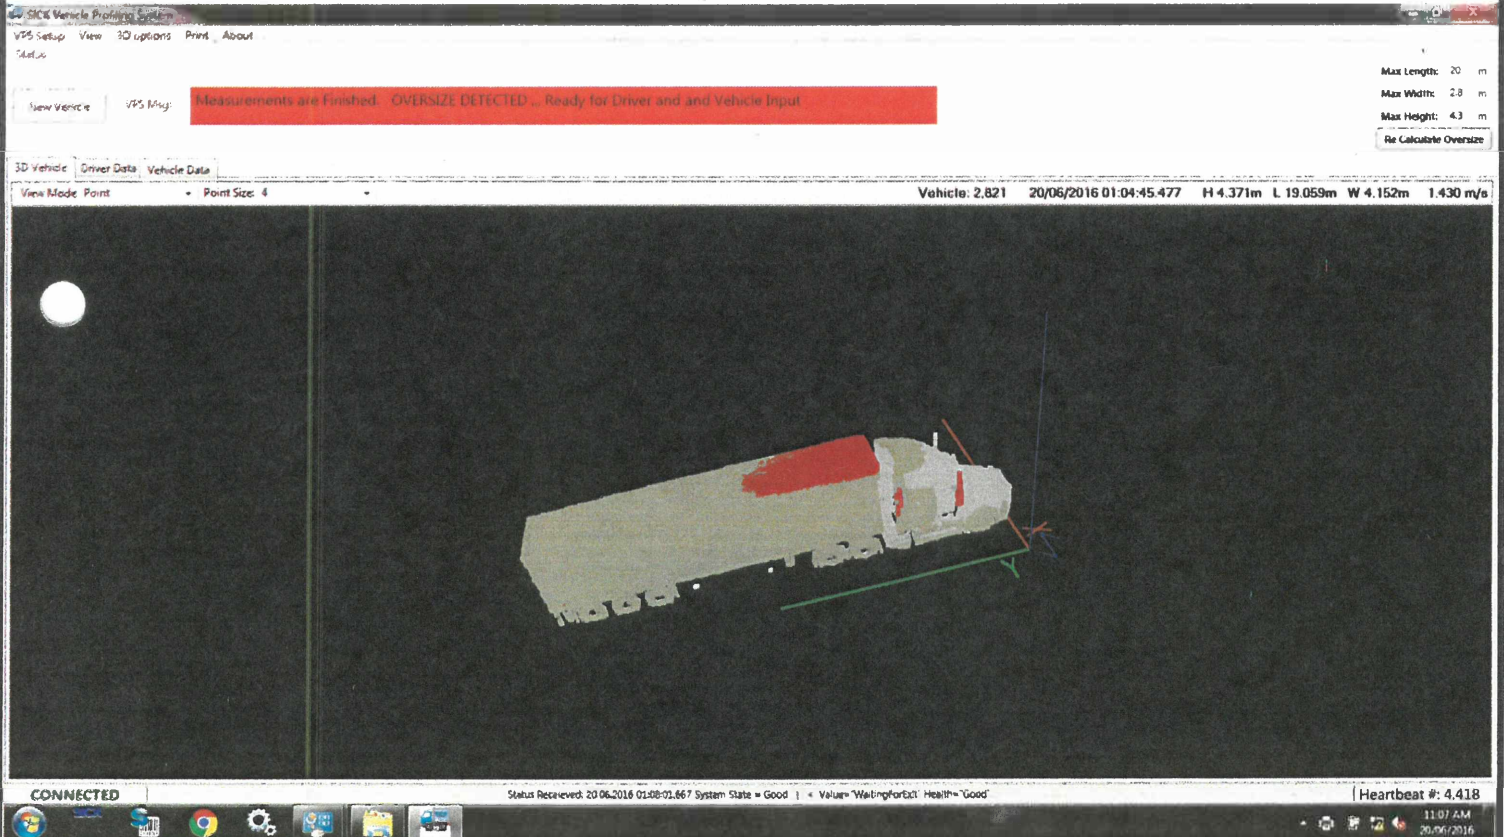 SICK Vehicle Profiling System
VPS Setup View 3D options Print About
Status
Max Length: 20 m
New Vehicle VPS Msg: Measurements are Finished. OVERSIZE DETECTED ... Ready for Driver and and Vehicle Input
Max Width: 2.8 m
Max Height: 4.3 m
Re Calculate Oversize
3D Vehicle Driver Data Vehicle Data
View Mode Point Point Size: 4 Vehicle: 2,821 20/06/2016 01:04:45.477 H 4.371m L 19.059m W 4.152m 1.430 m/s
X
Y
CONNECTED Status Receieved: 20.06.2016 01:08:01.667 System State = Good | < Value="WaitingForExit" Health="Good" Heartbeat #: 4,418
SICK
11:07 AM
20/06/2016